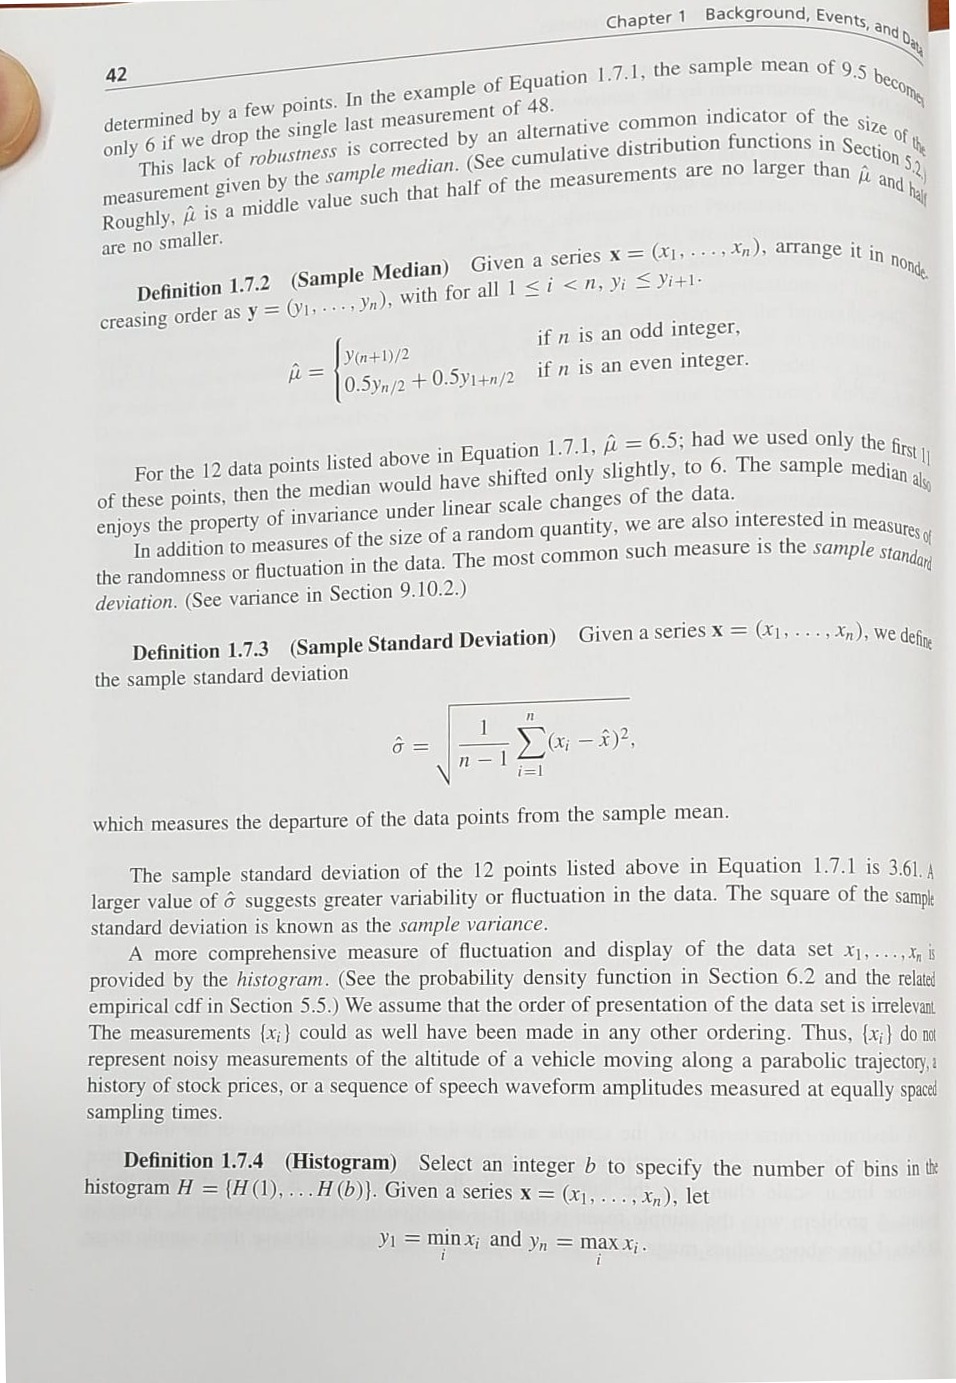 Chapter 1 Background, Events, and Data
42
determined by a few points. In the example of Equation 1.7.1, the sample mean of 9.5 becomes
only 6 if we drop the single last measurement of 48.
This lack of robustness is corrected by an alternative common indicator of the size of the
measurement given by the sample median. (See cumulative distribution functions in Section 5.2.)
Roughly, μ̂ is a middle value such that half of the measurements are no larger than μ̂ and half
are no smaller.
Definition 1.7.2 (Sample Median) Given a series x = (x₁, . . . , xₙ), arrange it in nonde-
creasing order as y = (y₁, . . . , yₙ), with for all 1 ≤ i < n, yᵢ ≤ yᵢ₊₁.
μ̂ = { y₍ₙ₊₁₎/₂ if n is an odd integer,
0.5yₙ/₂ + 0.5y₁₊ₙ/₂ if n is an even integer.
For the 12 data points listed above in Equation 1.7.1, μ̂ = 6.5; had we used only the first 11
of these points, then the median would have shifted only slightly, to 6. The sample median also
enjoys the property of invariance under linear scale changes of the data.
In addition to measures of the size of a random quantity, we are also interested in measures of
the randomness or fluctuation in the data. The most common such measure is the sample standard
deviation. (See variance in Section 9.10.2.)
Definition 1.7.3 (Sample Standard Deviation) Given a series x = (x₁, . . . , xₙ), we define
the sample standard deviation
σ̂ = √( 1/(n − 1) ∑ᵢ₌₁ⁿ (xᵢ − x̂)² ,
which measures the departure of the data points from the sample mean.
The sample standard deviation of the 12 points listed above in Equation 1.7.1 is 3.61. A
larger value of σ̂ suggests greater variability or fluctuation in the data. The square of the sample
standard deviation is known as the sample variance.
A more comprehensive measure of fluctuation and display of the data set x₁, . . . , xₙ is
provided by the histogram. (See the probability density function in Section 6.2 and the related
empirical cdf in Section 5.5.) We assume that the order of presentation of the data set is irrelevant.
The measurements {xᵢ} could as well have been made in any other ordering. Thus, {xᵢ} do not
represent noisy measurements of the altitude of a vehicle moving along a parabolic trajectory, a
history of stock prices, or a sequence of speech waveform amplitudes measured at equally spaced
sampling times.
Definition 1.7.4 (Histogram) Select an integer b to specify the number of bins in the
histogram H = {H(1), . . . H(b)}. Given a series x = (x₁, . . . , xₙ), let
y₁ = minᵢ xᵢ and yₙ = maxᵢ xᵢ.